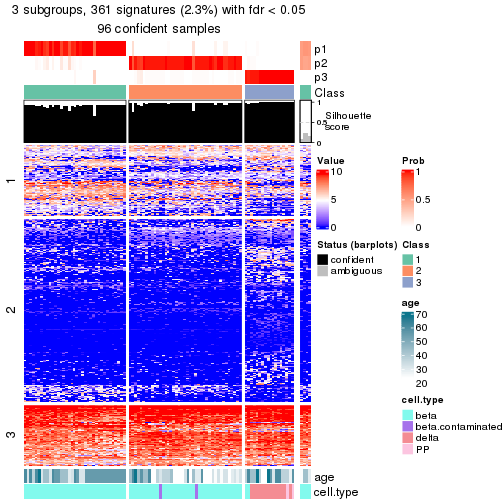 3 subgroups, 361 signatures (2.3%) with fdr < 0.05
96 confident samples
p1
p2
p3
Class
1
0.5
0
Silhouette
score
1
2
3
age
cell.type
Value
10
5
0
Prob
1
0.5
0
Status (barplots)
confident
ambiguous
Class
1
2
3
age
70
60
50
40
30
20
cell.type
beta
beta.contaminated
delta
PP